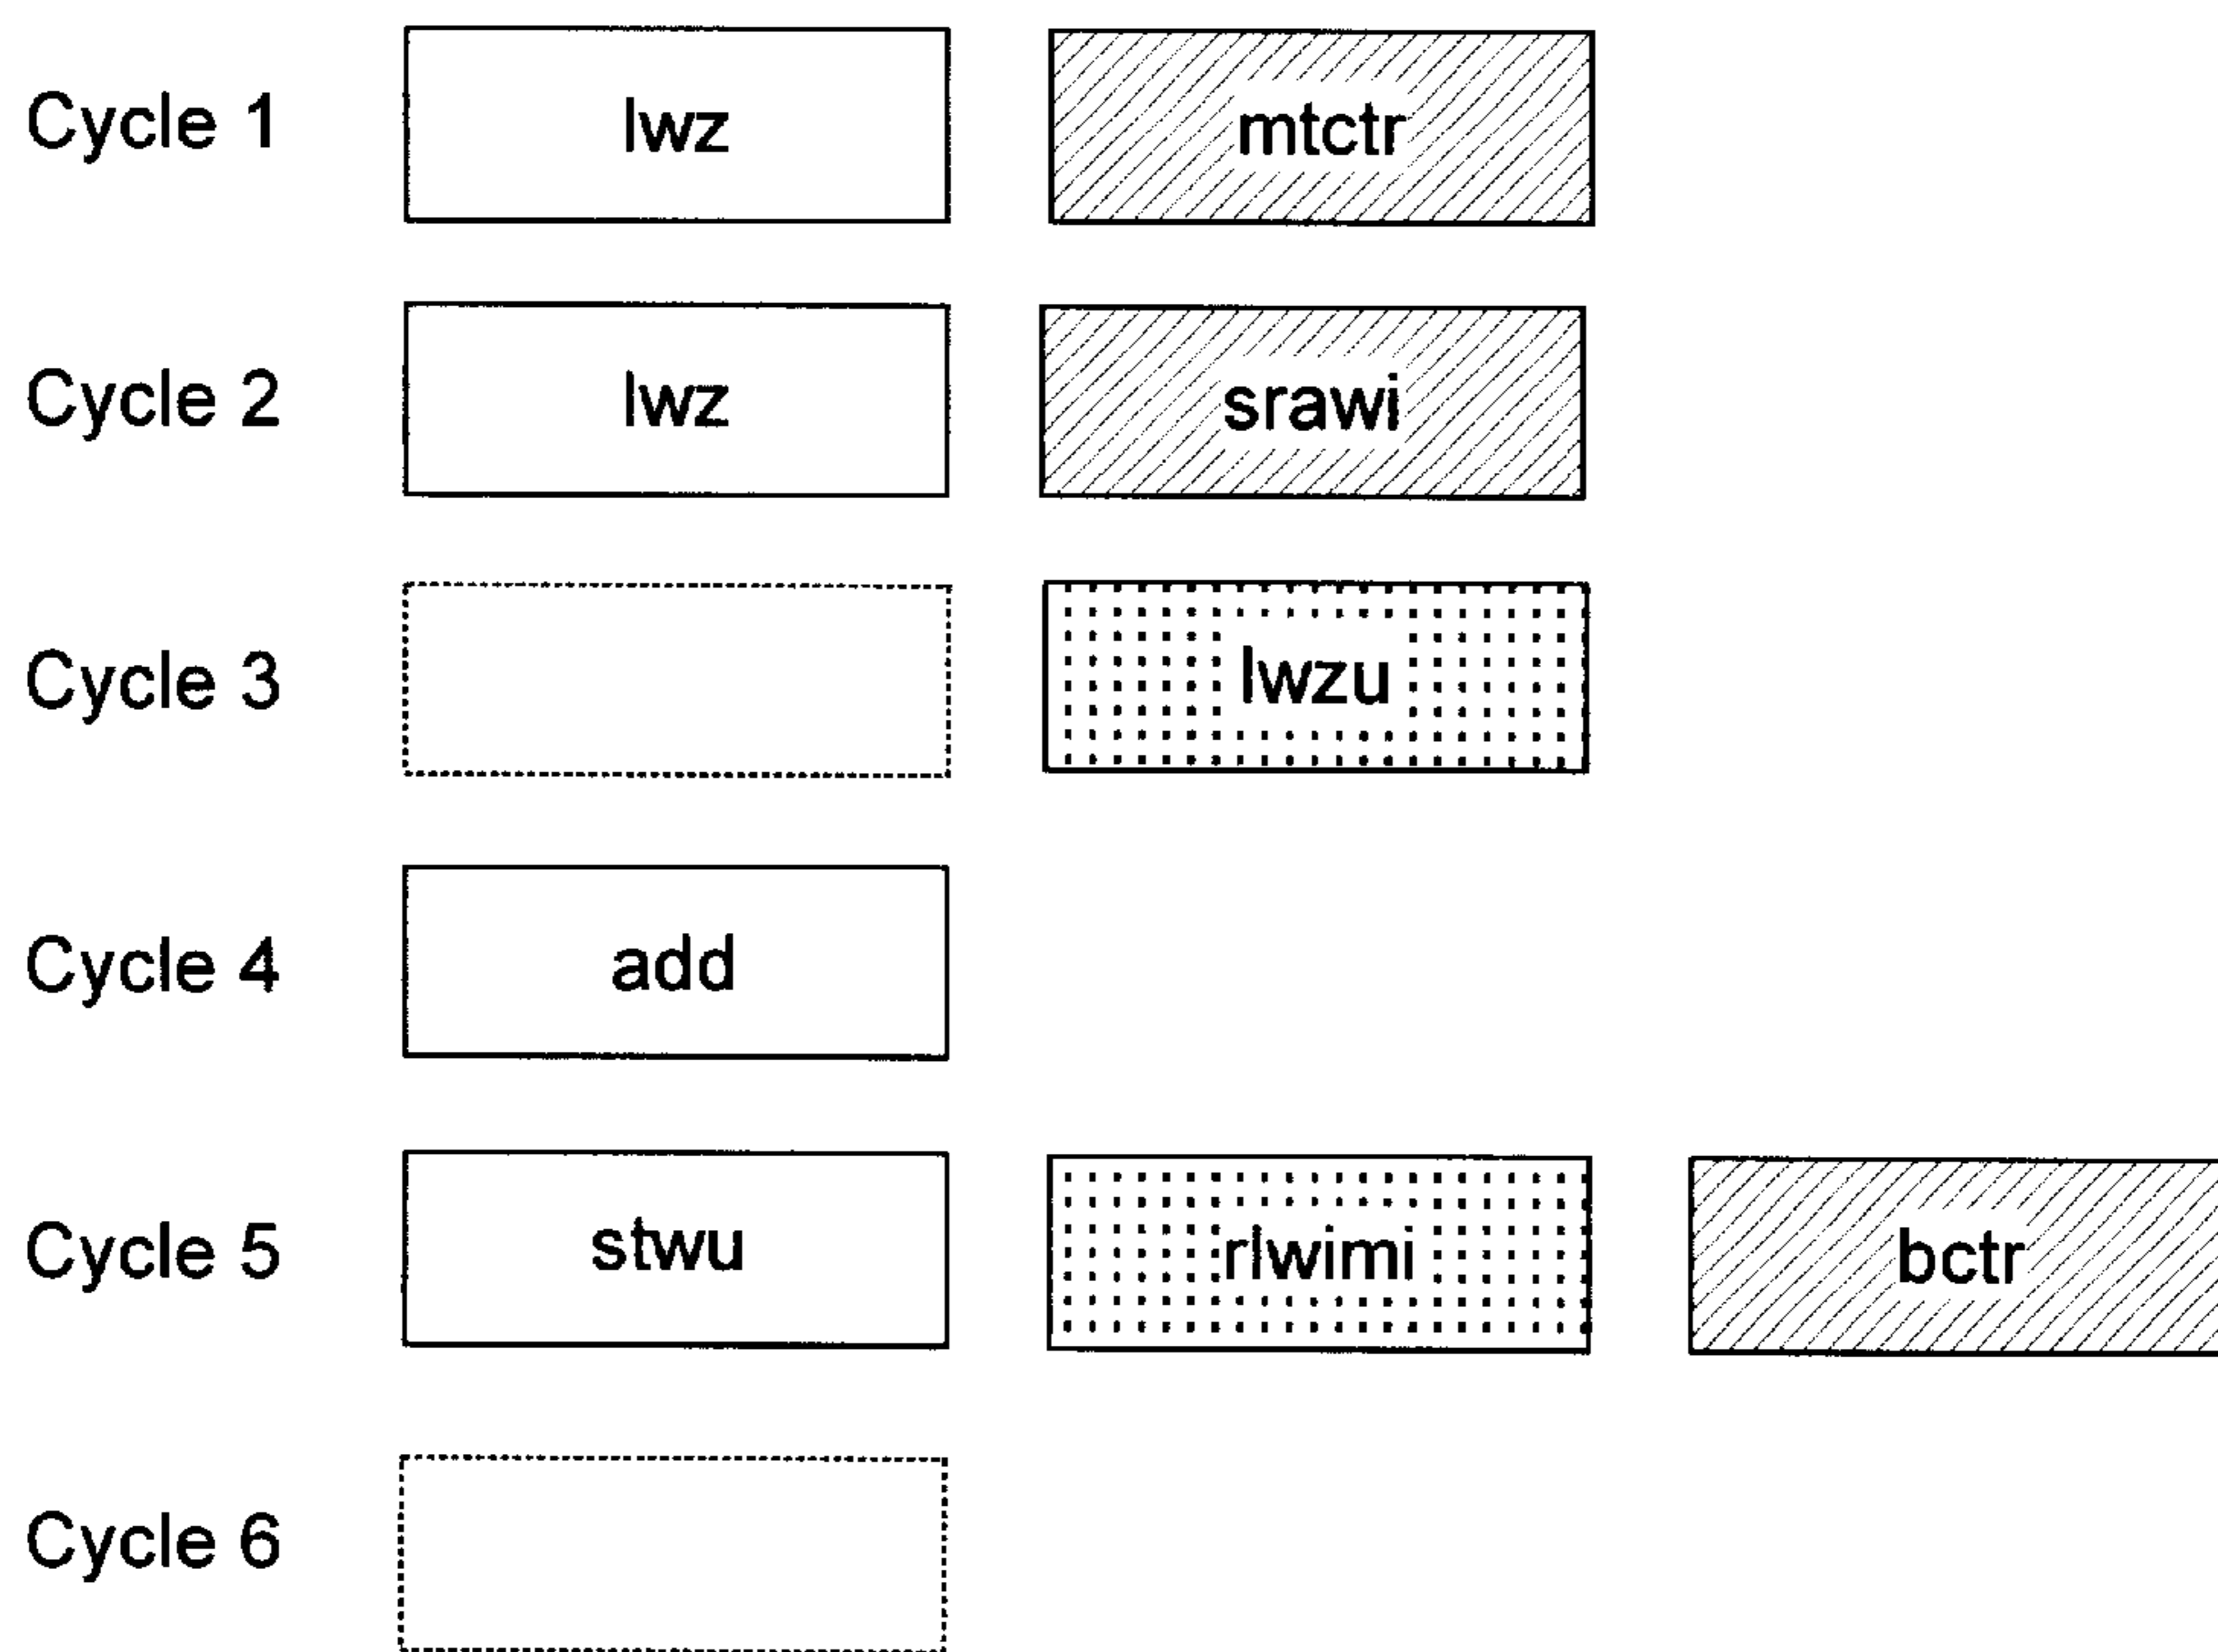 Cycle 1 lwz mtctr
Cycle 2 lwz srawi
Cycle 3 lwzu
Cycle 4 add
Cycle 5 stwu rlwimi bctr
Cycle 6